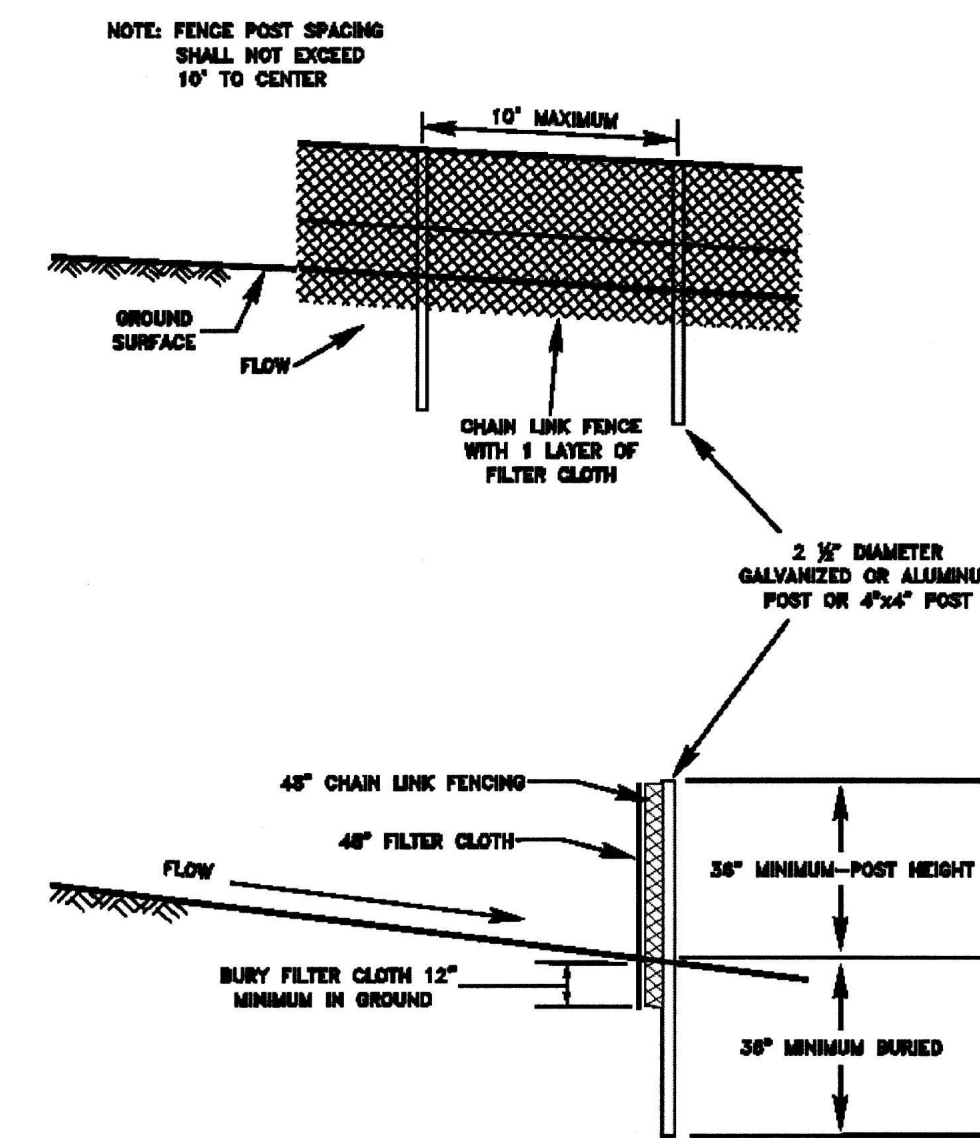 NOTE: FENCE POST SPACING
SHALL NOT EXCEED
10" TO CENTER
10" MAXIMUM
GROUND
SURFACE
FLOW
CHAIN LINK FENCE
WITH 1 LAYER OF
FILTER CLOTH
2 ½" DIAMETER
GALVANIZED OR ALUMINU
POST OR 4"x4" POST
FLOW
48" CHAIN LINK FENCING
48" FILTER CLOTH
36" MINIMUM-POST HEIGHT
BURY FILTER CLOTH 12"
MINIMUM IN GROUND
36" MINIMUM BURIED